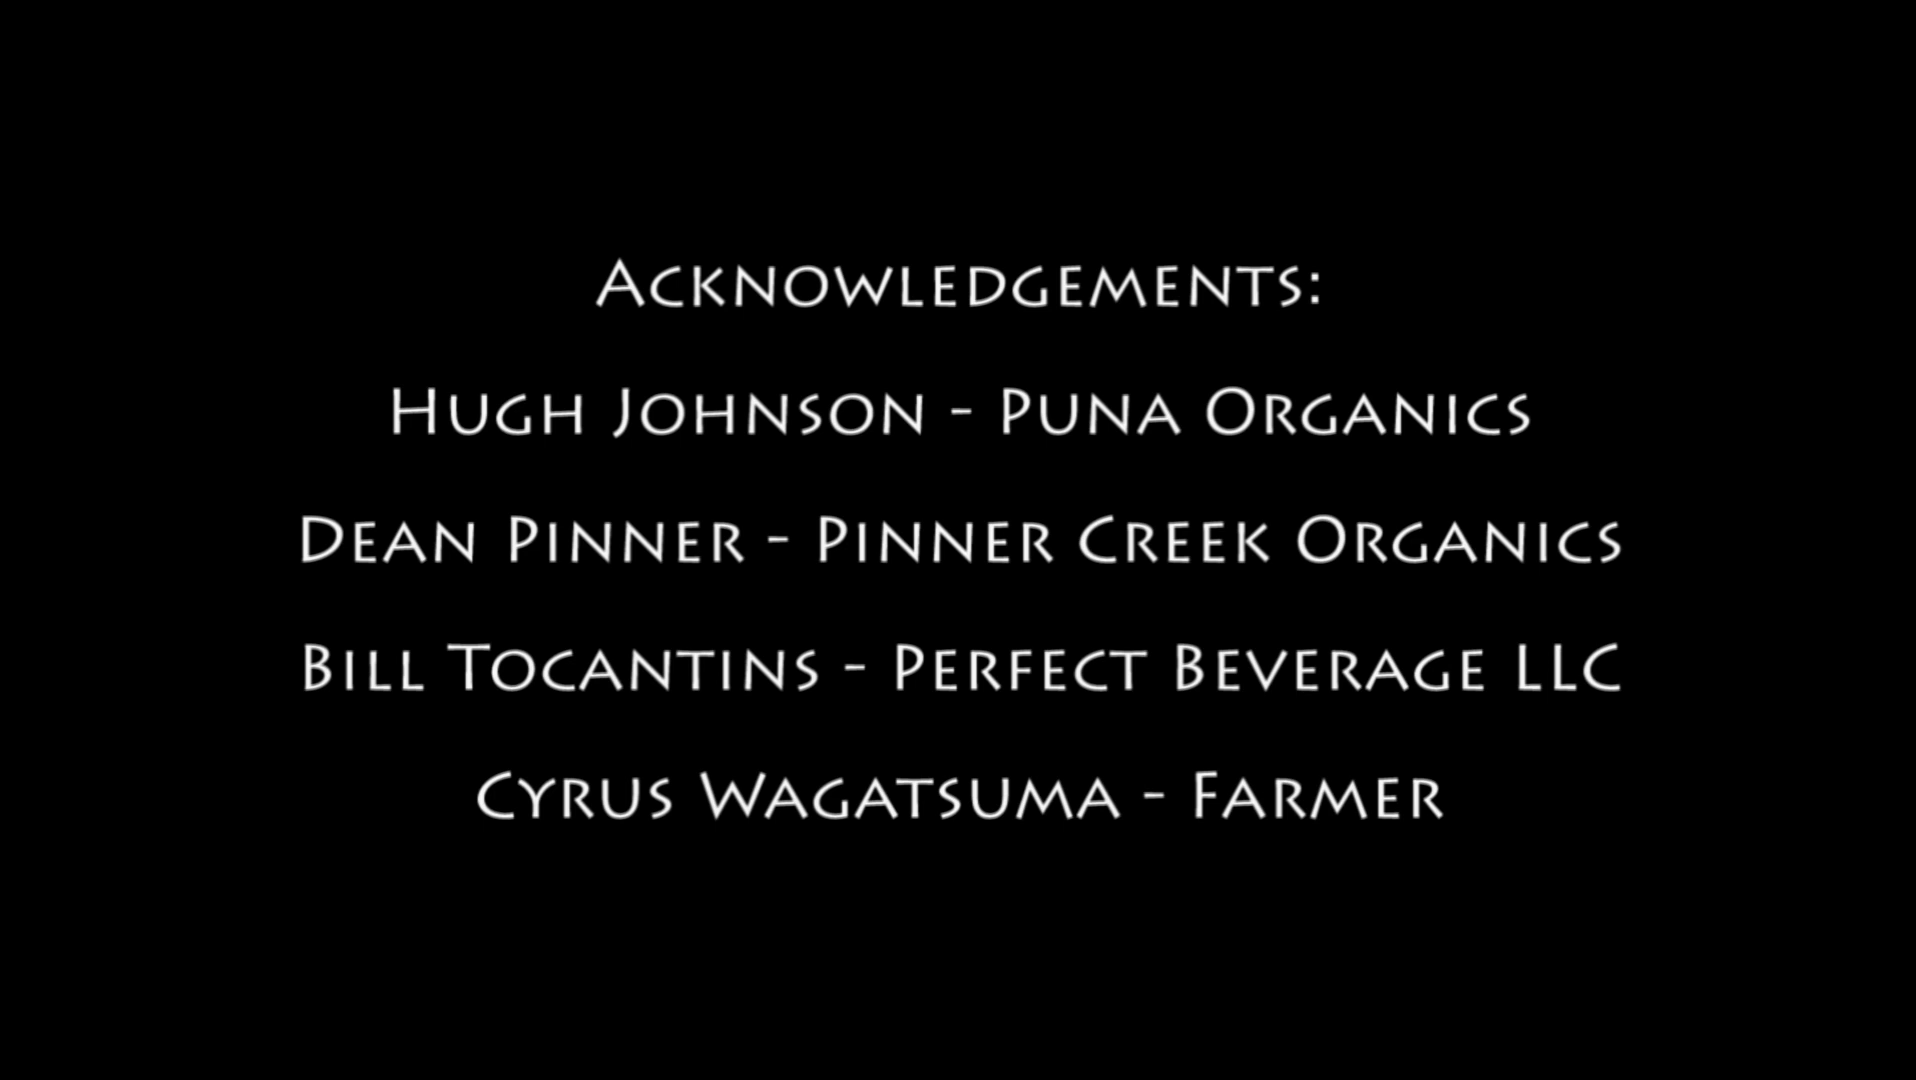 Acknowledgements:
Hugh Johnson - Puna Organics
Dean Pinner - Pinner Creek Organics
Bill Tocantins - Perfect Beverage LLC
Cyrus Wagatsuma - Farmer